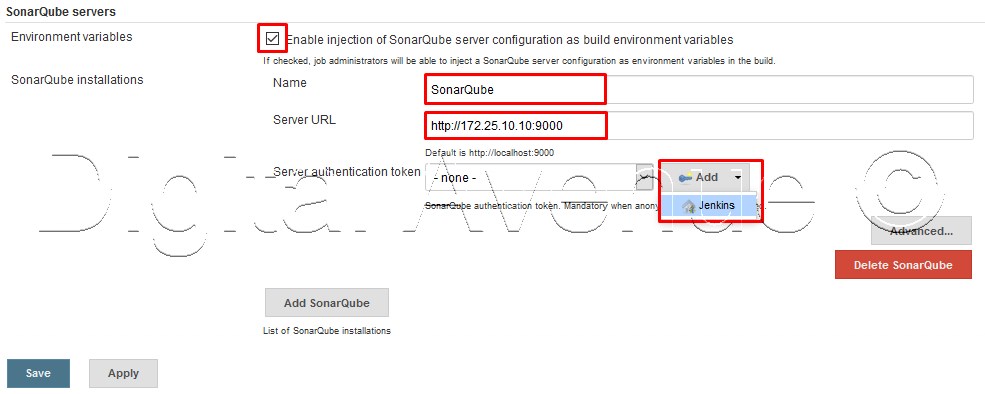 SonarQube servers
Environment variables
Enable injection of SonarQube server configuration as build environment variables
If checked, job administrators will be able to inject a SonarQube server configuration as environment variables in the build.
SonarQube installations
Name
SonarQube
Server URL
http://172.25.10.10:9000
Default is http://localhost:9000
Server authentication token
- none -
Add
Jenkins
SonarQube authentication token. Mandatory when
Advanced...
Delete SonarQube
Add SonarQube
List of SonarQube installations
Save
Apply
Digital Avenue ©